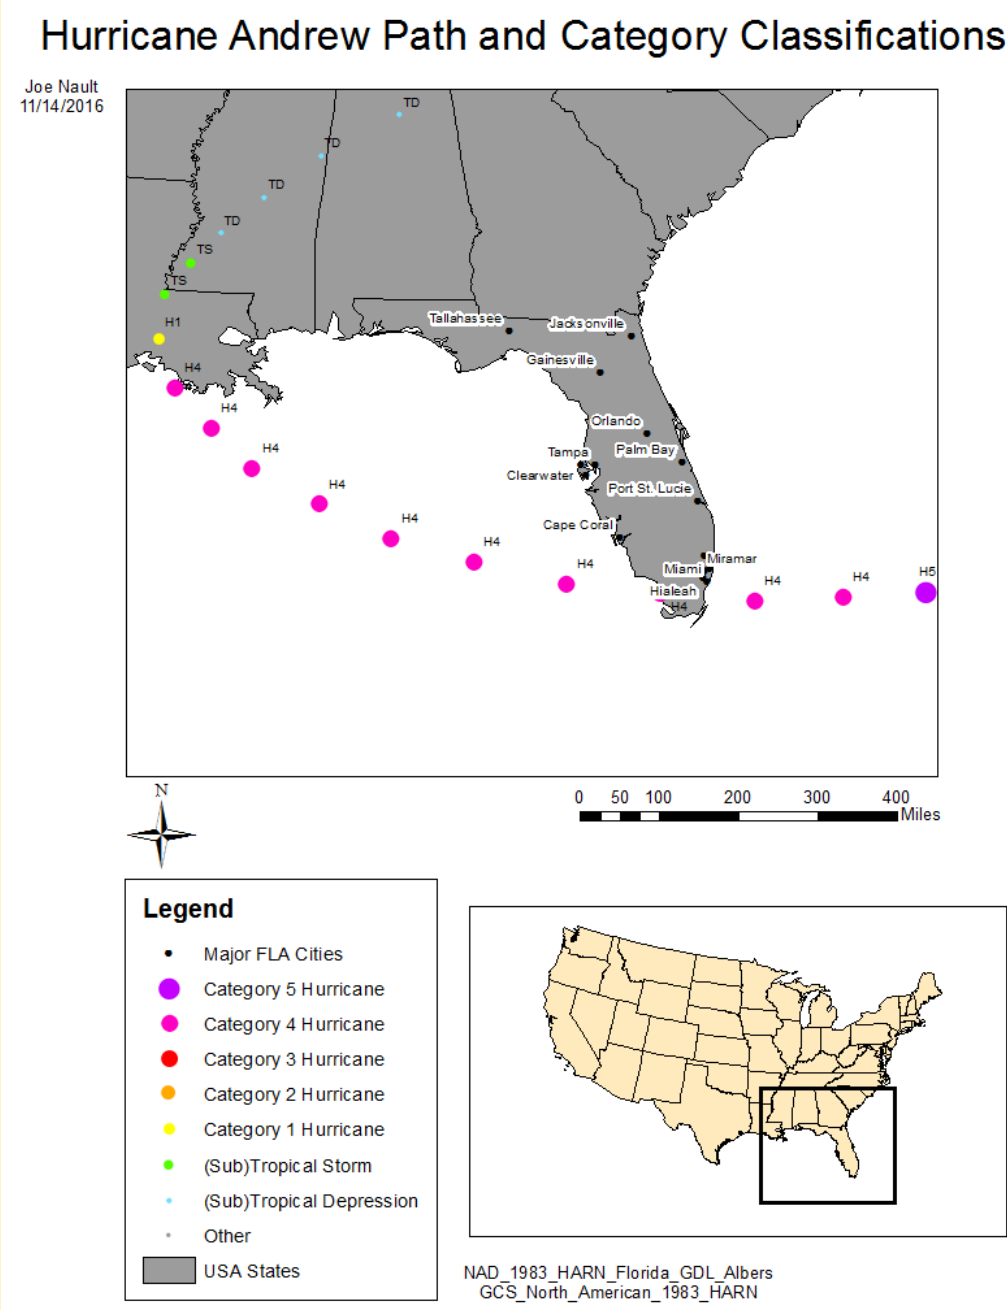 Hurricane Andrew Path and Category Classifications
Joe Nault
11/14/2016
TD
TD
TD
TD
TS
TS
H1
H4
H4
H4
H4
H4
H4
H4
H4
H4
H4
H5
Tallahassee
Jacksonville
Gainesville
Orlando
Tampa
Palm Bay
Clearwater
Port St. Lucie
Cape Coral
Miramar
Miami
Hialeah
N
0 50 100 200 300 400
Miles
Legend
Major FLA Cities
Category 5 Hurricane
Category 4 Hurricane
Category 3 Hurricane
Category 2 Hurricane
Category 1 Hurricane
(Sub)Tropical Storm
(Sub)Tropical Depression
Other
USA States
NAD_1983_HARN_Florida_GDL_Albers
GCS_North_American_1983_HARN